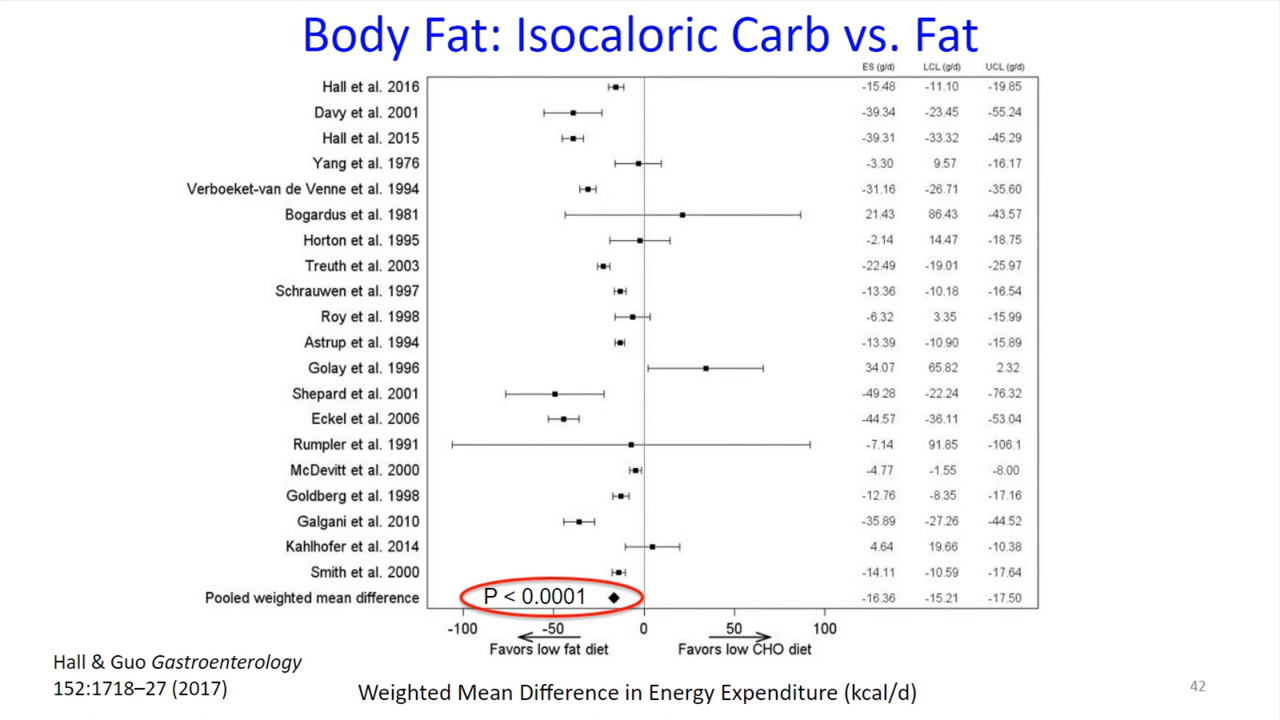 Body Fat: Isocaloric Carb vs. Fat
ES (g/d) LCL (g/d) UCL (g/d)
Hall et al. 2016 -15.48 -11.10 -19.85
Davy et al. 2001 -39.34 -23.45 -55.24
Hall et al. 2015 -39.31 -33.32 -45.29
Yang et al. 1976 -3.30 9.57 -16.17
Verboeket-van de Venne et al. 1994 -31.16 -26.71 -35.60
Bogardus et al. 1981 21.43 86.43 -43.57
Horton et al. 1995 -2.14 14.47 -18.75
Treuth et al. 2003 -22.49 -19.01 -25.97
Schrauwen et al. 1997 -13.36 -10.18 -16.54
Roy et al. 1998 -6.32 3.35 -15.99
Astrup et al. 1994 -13.39 -10.90 -15.89
Golay et al. 1996 34.07 65.82 2.32
Shepard et al. 2001 -49.28 -22.24 -76.32
Eckel et al. 2006 -44.57 -36.11 -53.04
Rumpler et al. 1991 -7.14 91.85 -106.1
McDevitt et al. 2000 -4.77 -1.55 -8.00
Goldberg et al. 1998 -12.76 -8.35 -17.16
Galgani et al. 2010 -35.89 -27.26 -44.52
Kahlhofer et al. 2014 4.64 19.66 -10.38
Smith et al. 2000 -14.11 -10.59 -17.64
Pooled weighted mean difference P < 0.0001 -16.36 -15.21 -17.50
-100 -50 0 50 100
Favors low fat diet Favors low CHO diet
Hall & Guo Gastroenterology
152:1718–27 (2017)
Weighted Mean Difference in Energy Expenditure (kcal/d)
42